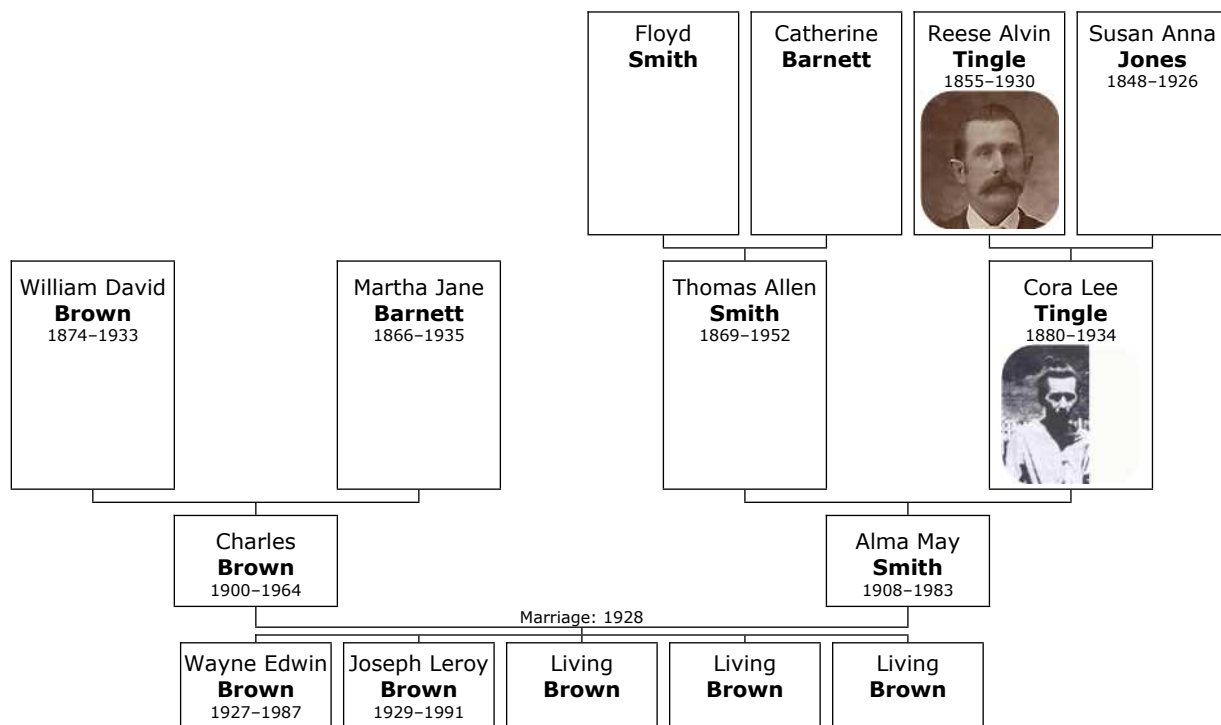 Floyd
Smith
Catherine
Barnett
Reese Alvin
Tingle
1855–1930
Susan Anna
Jones
1848–1926
William David
Brown
1874–1933
Martha Jane
Barnett
1866–1935
Thomas Allen
Smith
1869–1952
Cora Lee
Tingle
1880–1934
Charles
Brown
1900–1964
Alma May
Smith
1908–1983
Marriage: 1928
Wayne Edwin
Brown
1927–1987
Joseph Leroy
Brown
1929–1991
Living
Brown
Living
Brown
Living
Brown